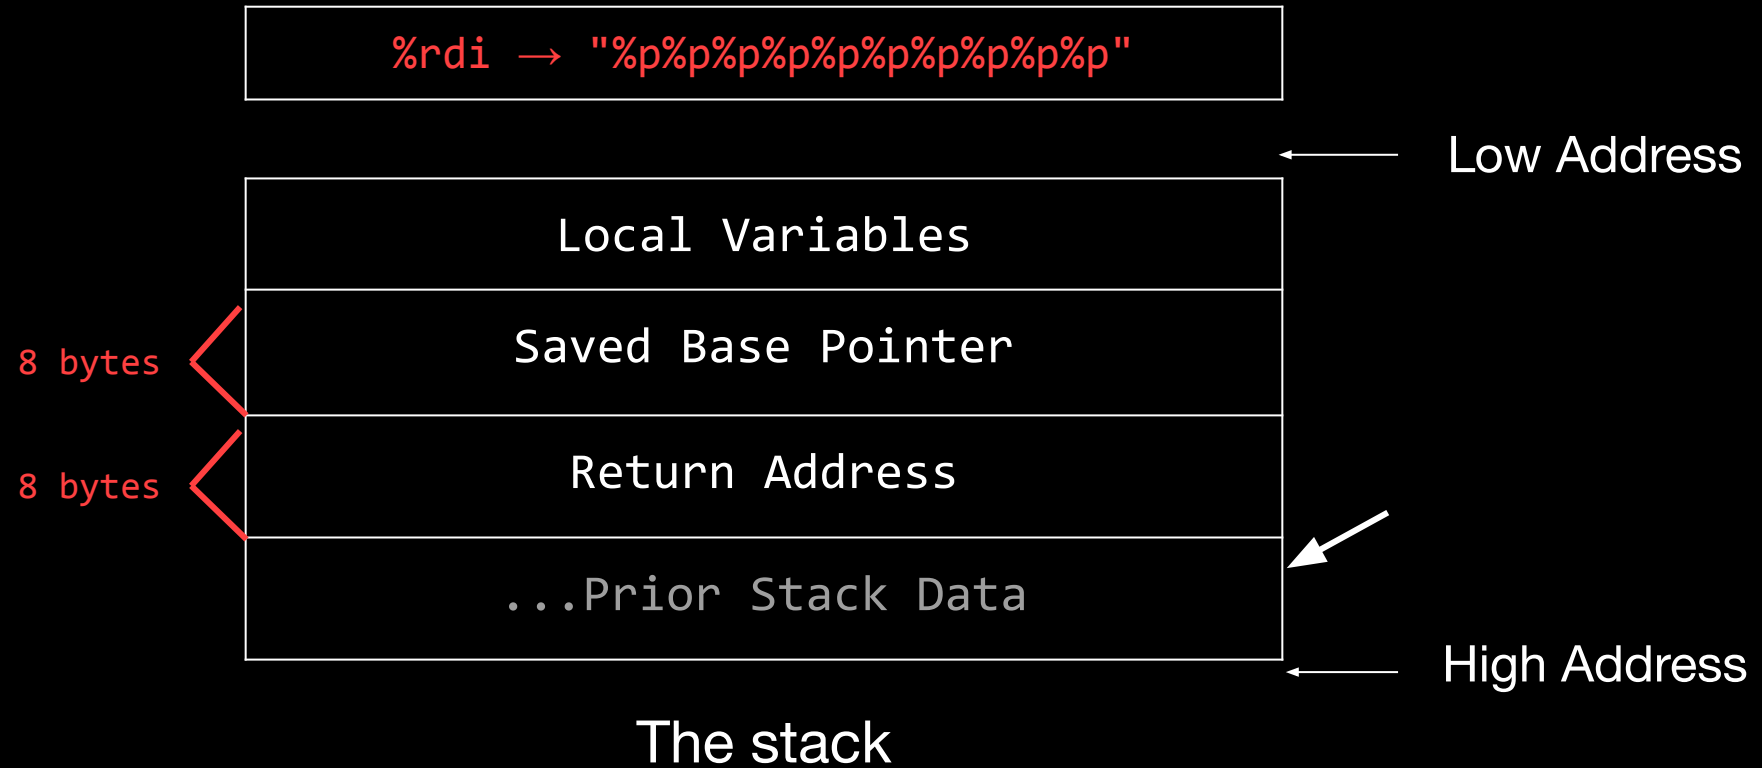 %rdi → "%p%p%p%p%p%p%p%p%p%p"
Low Address
Local Variables
Saved Base Pointer
8 bytes
Return Address
8 bytes
...Prior Stack Data
High Address
The stack